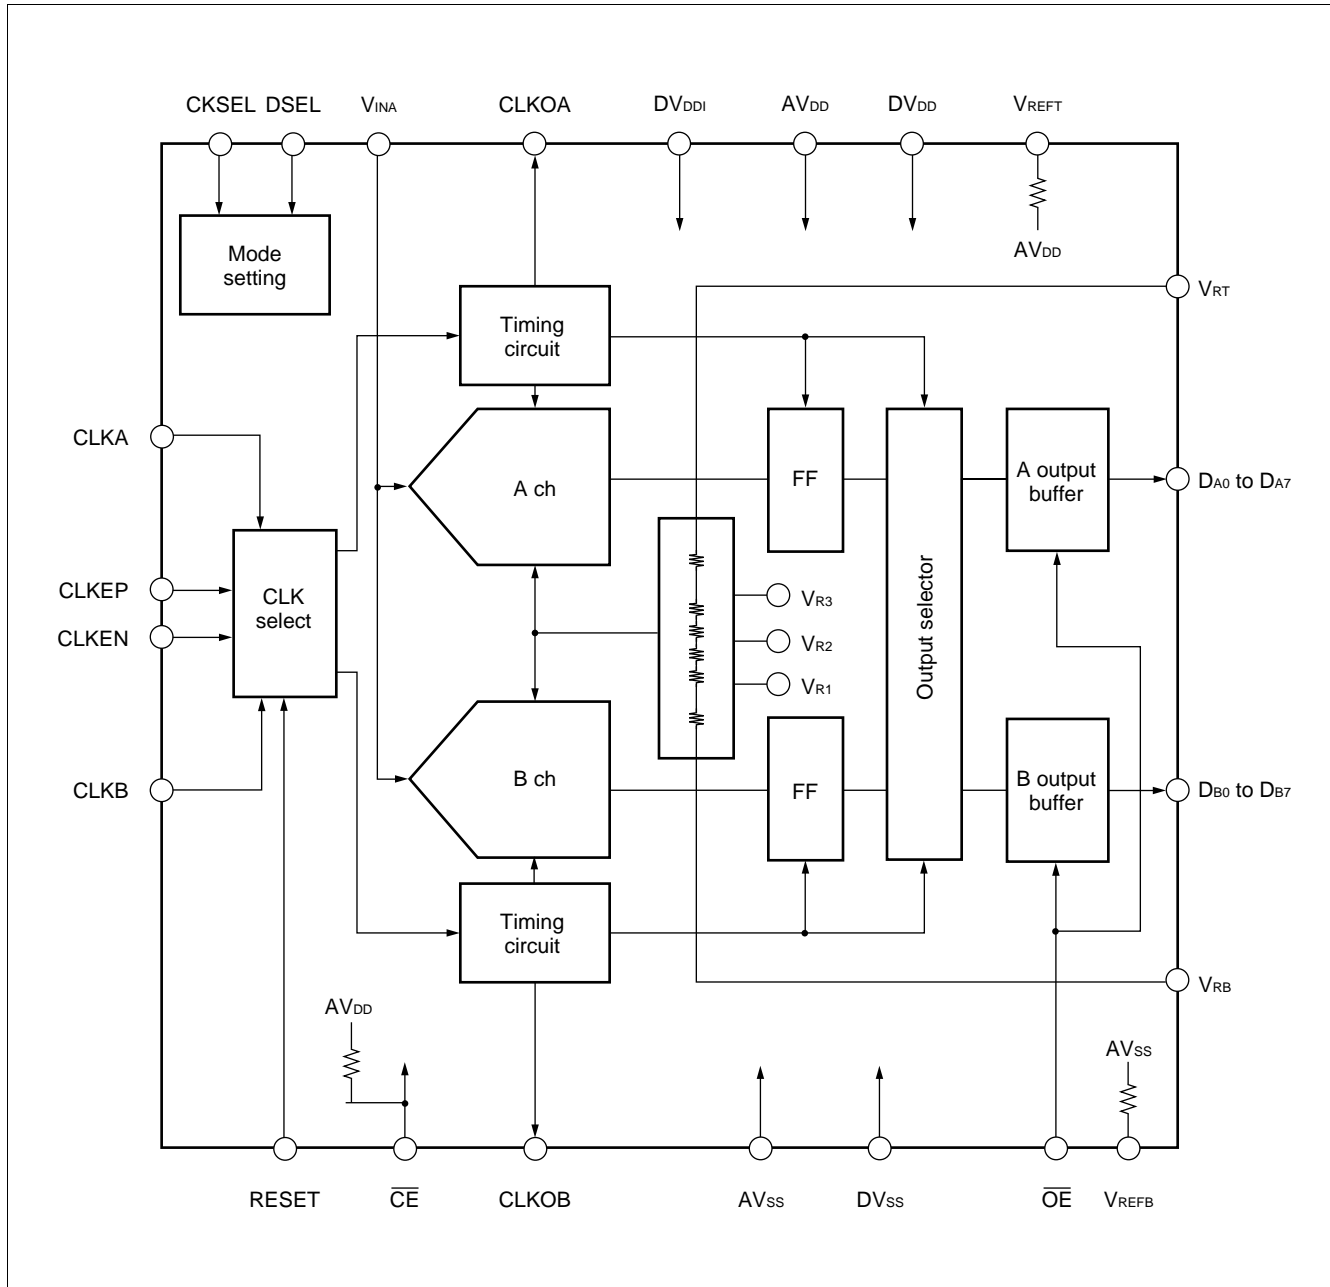 CKSEL DSEL VINA CLKOA DVDDI AVDD DVDD VREFT
Mode
setting
AVDD
VRT
Timing
circuit
CLKA
A ch
FF
A output
buffer
DA0 to DA7
CLKEP
CLKEN
CLK
select
VR3
VR2
VR1
Output selector
CLKB
B ch
FF
B output
buffer
DB0 to DB7
Timing
circuit
VRB
AVDD
AVSS
RESET C̅E̅ CLKOB AVSS DVSS O̅E̅ VREFB